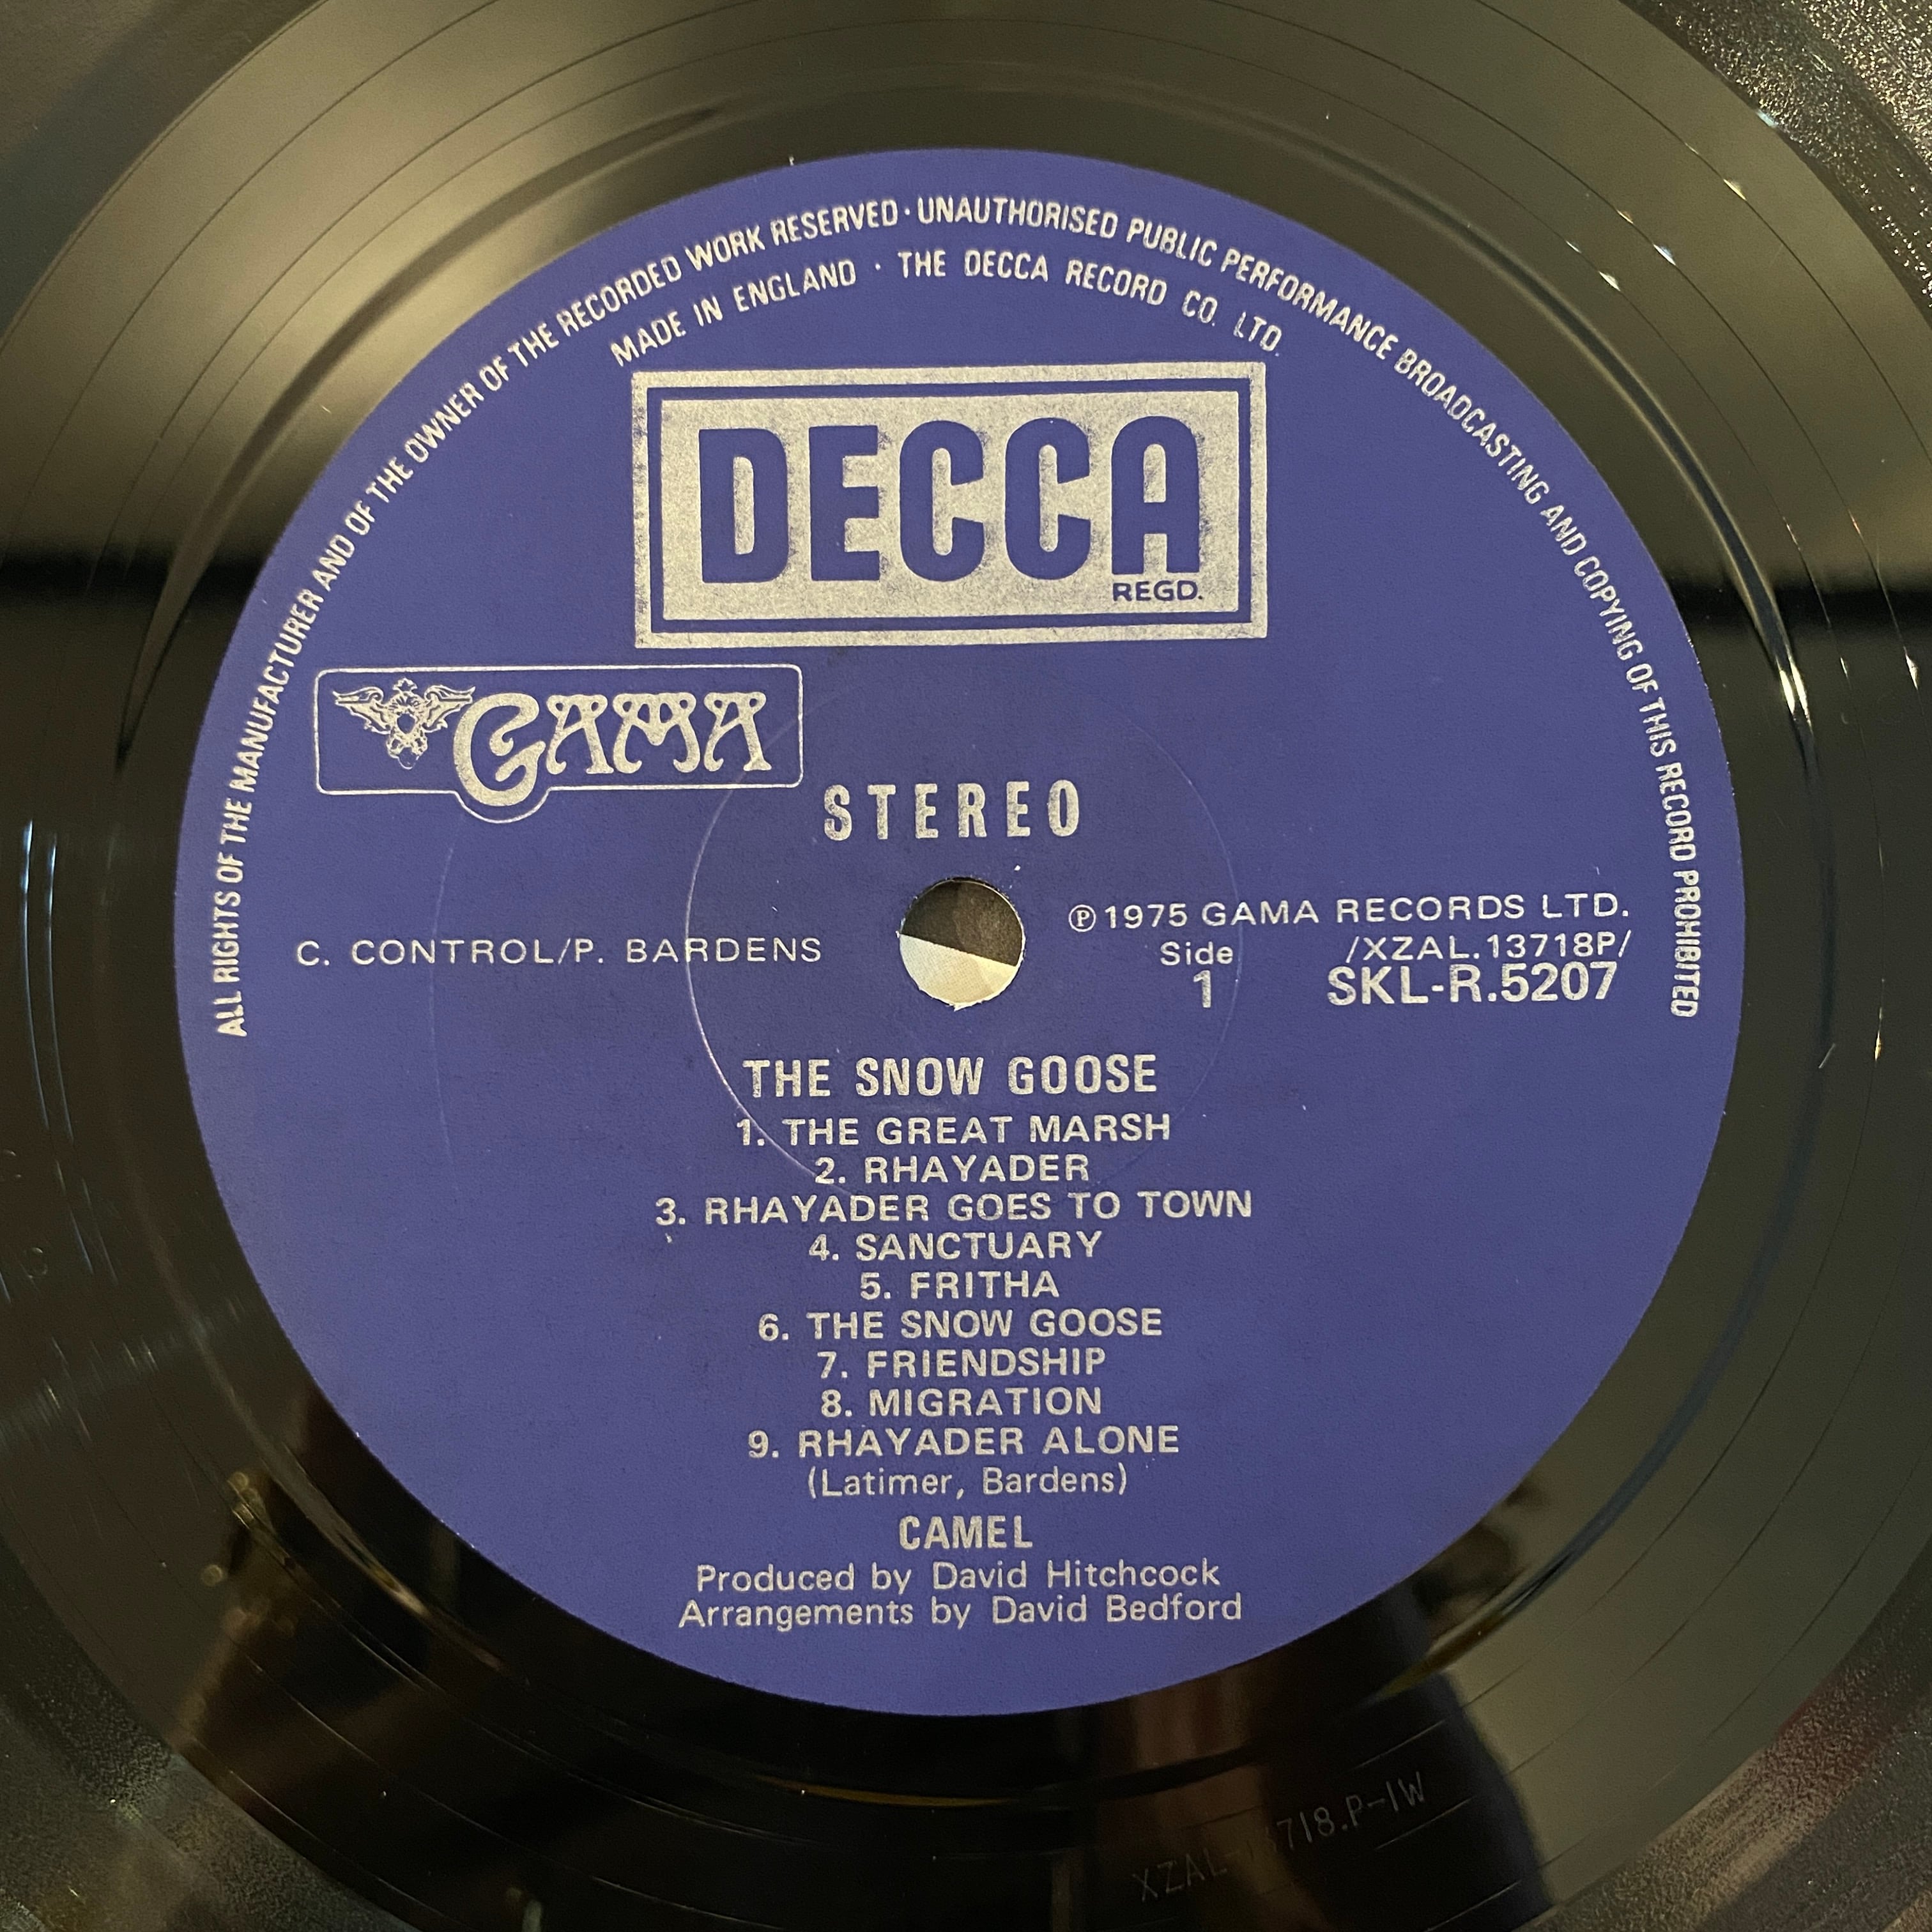 ALL RIGHTS OF THE MANUFACTURER AND OF THE OWNER OF THE RECORDED WORK RESERVED · UNAUTHORISED PUBLIC PERFORMANCE BROADCASTING AND COPYING OF THIS RECORD PROHIBITED
MADE IN ENGLAND · THE DECCA RECORD CO. LTD.
DECCA
REGD.
GAMA
STEREO
C. CONTROL/P. BARDENS
℗1975 GAMA RECORDS LTD.
Side /XZAL.13718P/
1 SKL-R.5207
THE SNOW GOOSE
1. THE GREAT MARSH
2. RHAYADER
3. RHAYADER GOES TO TOWN
4. SANCTUARY
5. FRITHA
6. THE SNOW GOOSE
7. FRIENDSHIP
8. MIGRATION
9. RHAYADER ALONE
(Latimer, Bardens)
CAMEL
Produced by David Hitchcock
Arrangements by David Bedford
XZAL-13718.P-1W